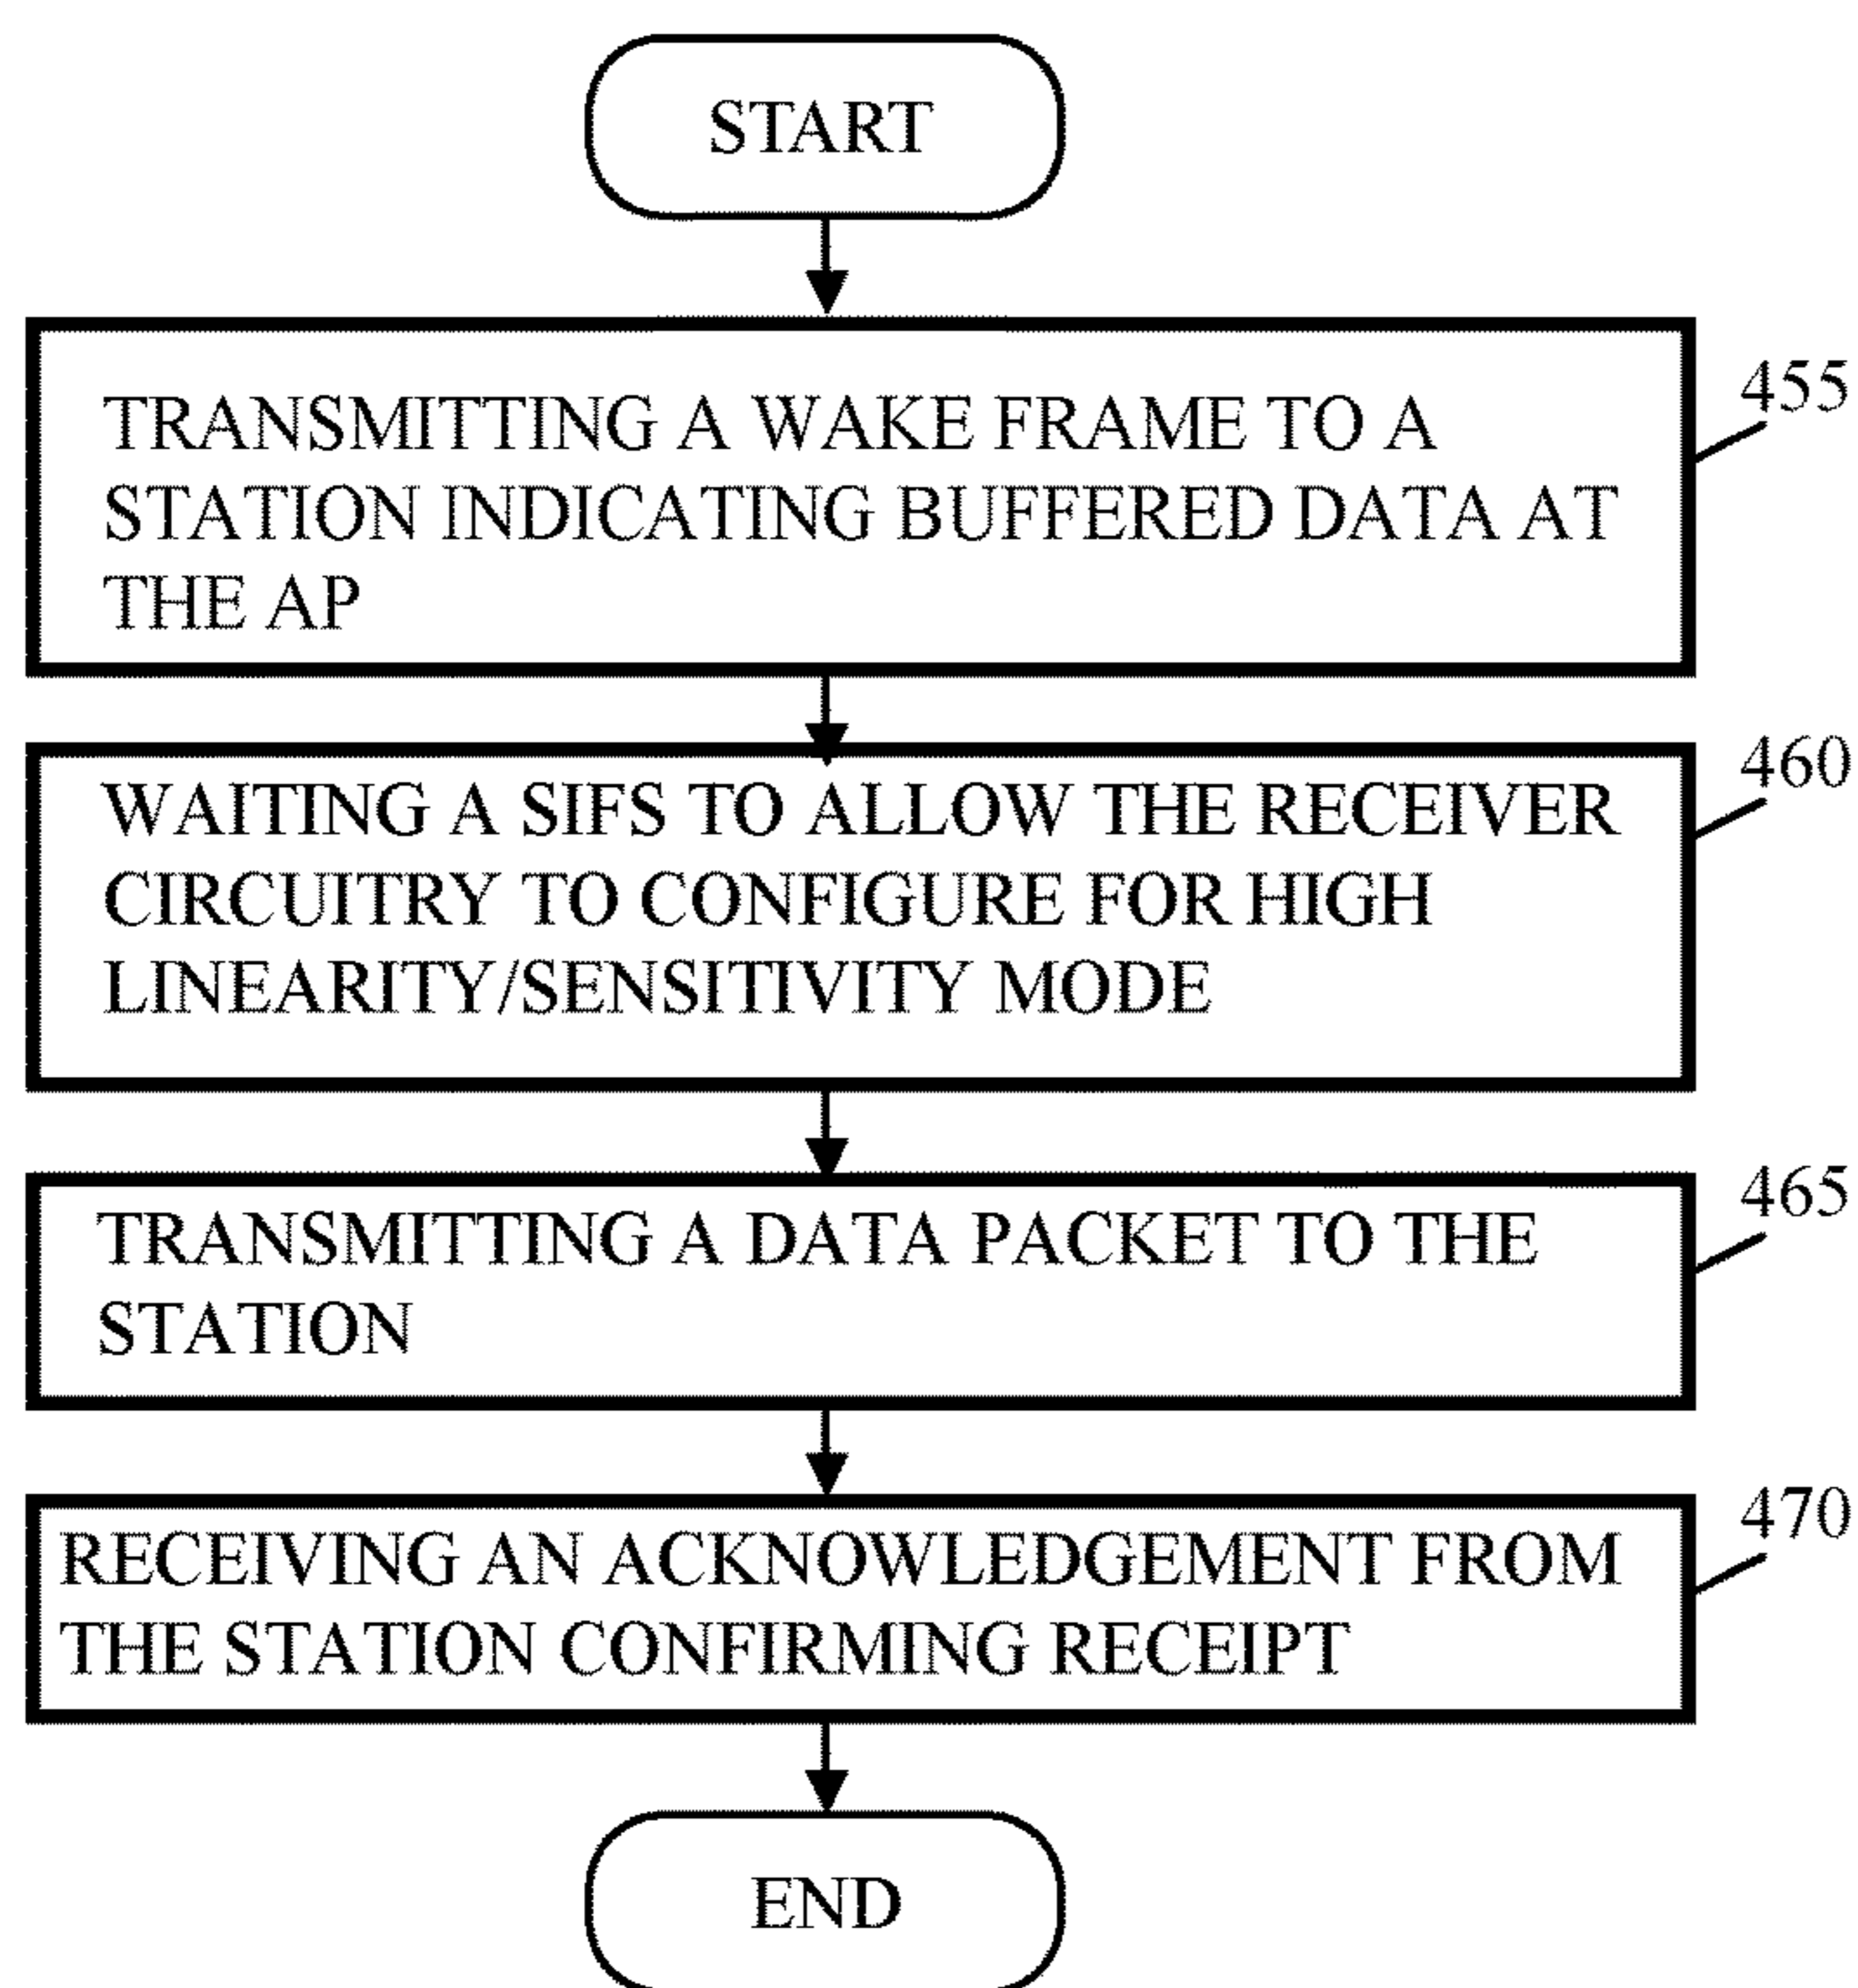 START
455
TRANSMITTING A WAKE FRAME TO A
STATION INDICATING BUFFERED DATA AT
THE AP
460
WAITING A SIFS TO ALLOW THE RECEIVER
CIRCUITRY TO CONFIGURE FOR HIGH
LINEARITY/SENSITIVITY MODE
465
TRANSMITTING A DATA PACKET TO THE
STATION
470
RECEIVING AN ACKNOWLEDGEMENT FROM
THE STATION CONFIRMING RECEIPT
END